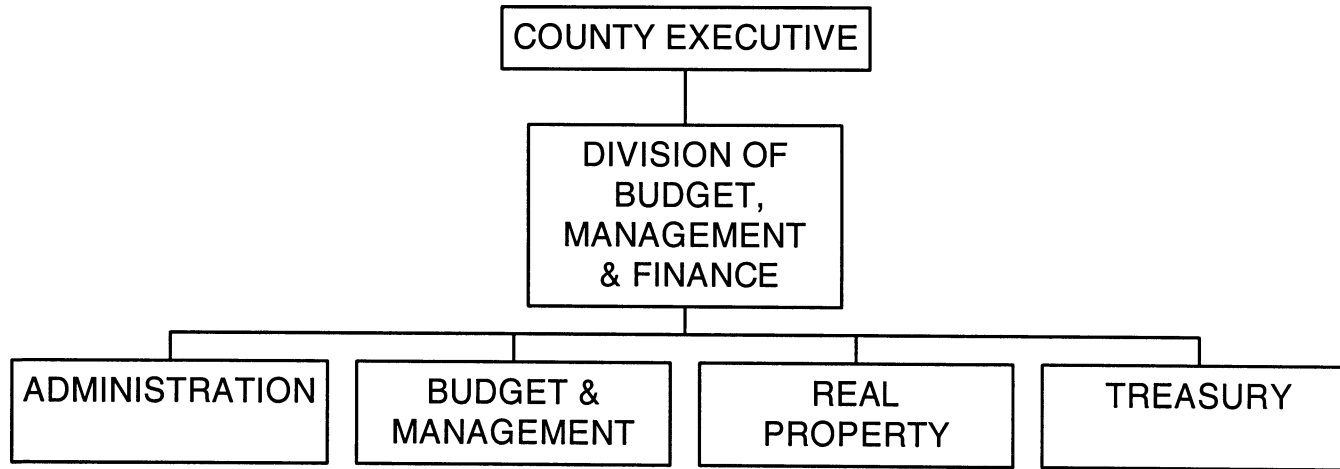 COUNTY EXECUTIVE
DIVISION OF
BUDGET,
MANAGEMENT
& FINANCE
ADMINISTRATION
BUDGET &
MANAGEMENT
REAL
PROPERTY
TREASURY